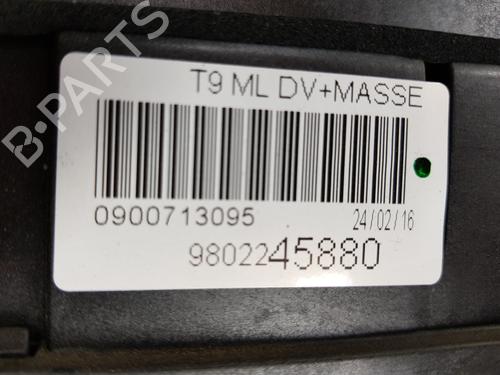 T9 ML DV+MASSE
0900713095
24/02/16
9802245880
B-PARTS